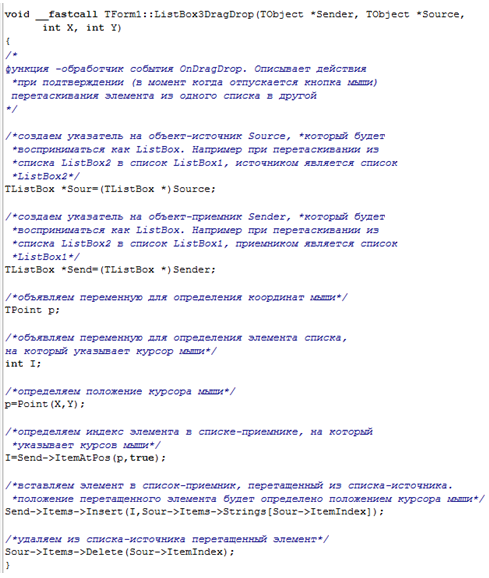 void __fastcall TForm1::ListBox3DragDrop(TObject *Sender, TObject *Source,
int X, int Y)
{
/*
функция -обработчик события OnDragDrop. Описывает действия
*при подтверждении (в момент когда отпускается кнопка мыши)
перетаскивания элемента из одного списка в другой
*/
/*создаем указатель на объект-источник Source, *который будет
*восприниматься как ListBox. Например при перетаскивании из
*списка ListBox2 в список ListBox1, источником является список
*ListBox2*/
TListBox *Sour=(TListBox *)Source;
/*создаем указатель на объект-приемник Sender, *который будет
*восприниматься как ListBox. Например при перетаскивании из
*списка ListBox2 в список ListBox1, приемником является список
*ListBox1*/
TListBox *Send=(TListBox *)Sender;
/*объявляем переменную для определения координат мыши*/
TPoint p;
/*объявляем переменную для определения элемента списка,
на который указывает курсор мыши*/
int I;
/*определяем положение курсора мыши*/
p=Point(X,Y);
/*определяем индекс элемента в списке-приемнике, на который
*указывает курсов мыши*/
I=Send->ItemAtPos(p,true);
/*вставляем элемент в список-приемник, перетащенный из списка-источника.
*положение перетащенного элемента будет определено положением курсора мыши*/
Send->Items->Insert(I,Sour->Items->Strings[Sour->ItemIndex]);
/*удаляем из списка-источника перетащенный элемент*/
Sour->Items->Delete(Sour->ItemIndex);
}